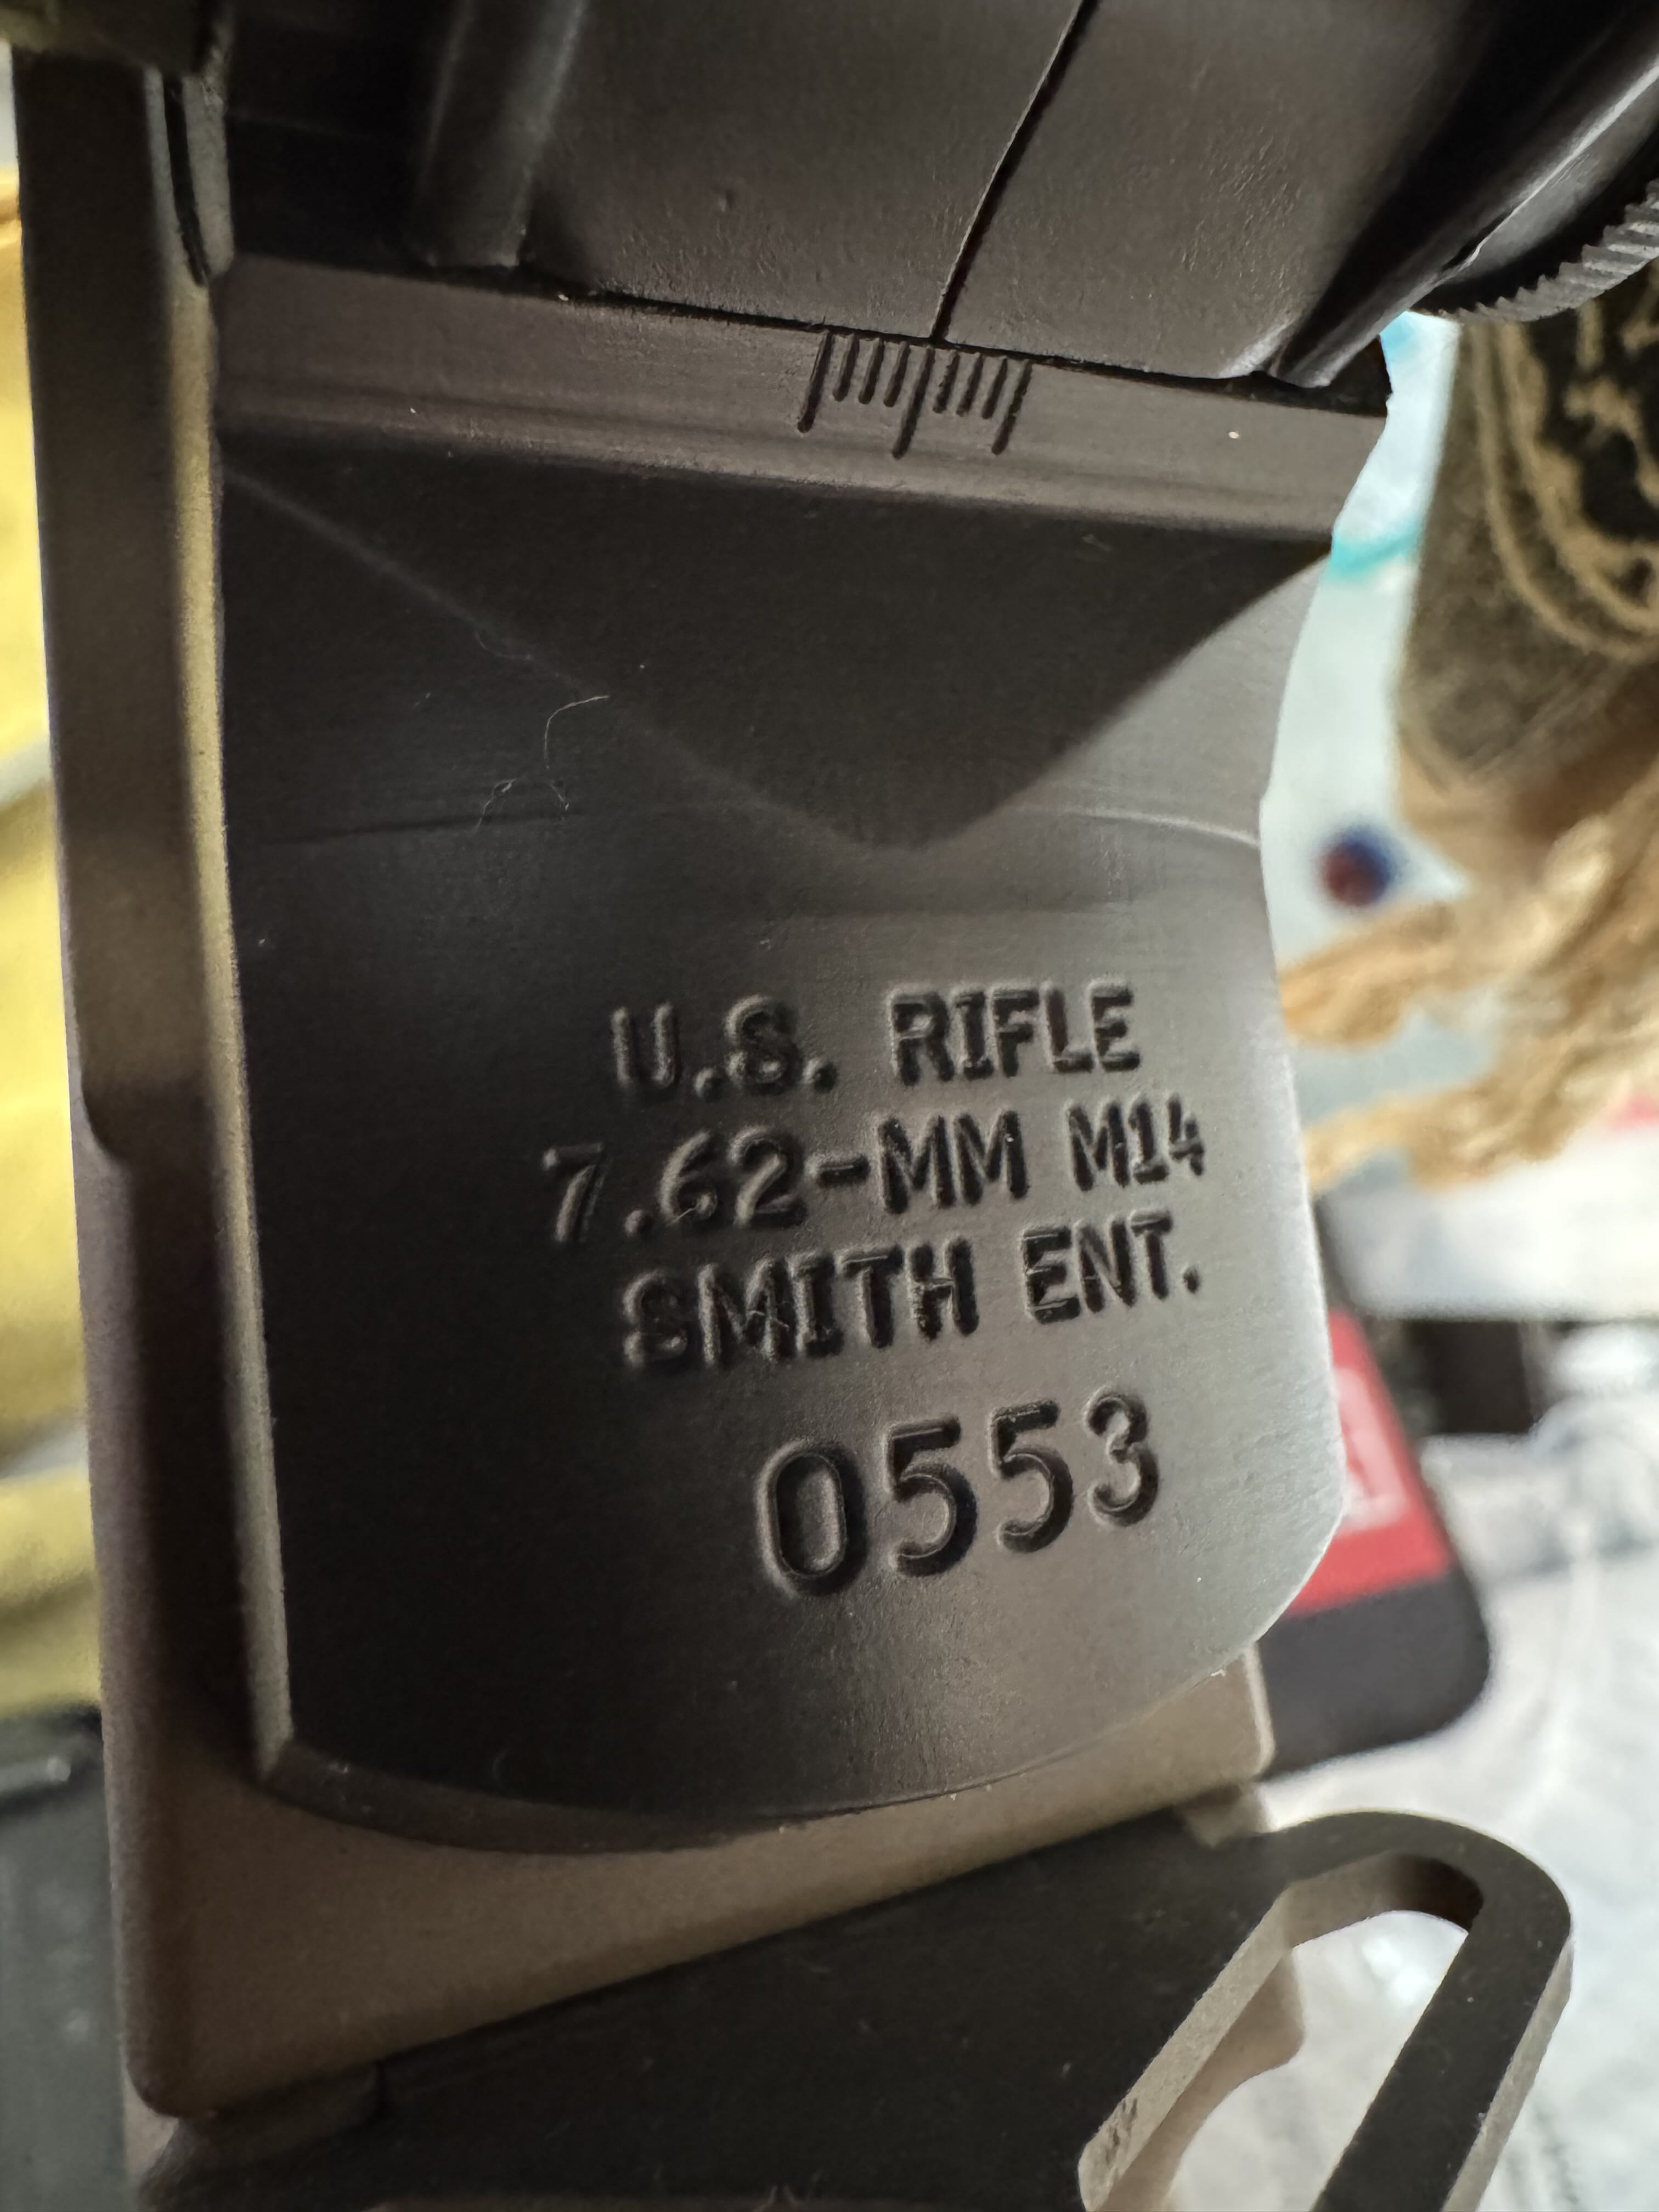 U.S. RIFLE
7.62-MM M14
SMITH ENT.
0553